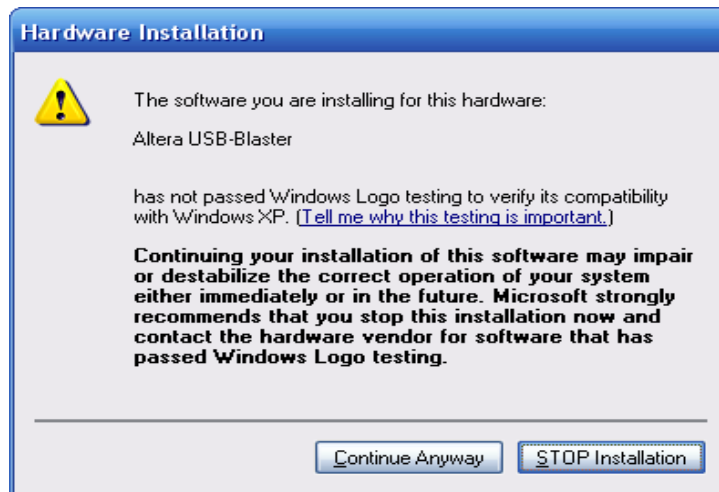 Hardware Installation
The software you are installing for this hardware:
Altera USB-Blaster
has not passed Windows Logo testing to verify its compatibility
with Windows XP. (Tell me why this testing is important.)
Continuing your installation of this software may impair
or destabilize the correct operation of your system
either immediately or in the future. Microsoft strongly
recommends that you stop this installation now and
contact the hardware vendor for software that has
passed Windows Logo testing.
Continue Anyway
STOP Installation